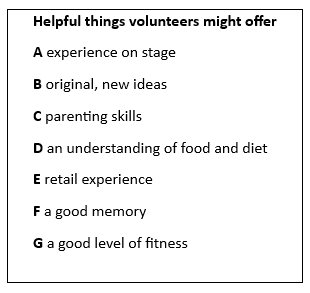 Helpful things volunteers might offer
A experience on stage
B original, new ideas
C parenting skills
D an understanding of food and diet
E retail experience
F a good memory
G a good level of fitness